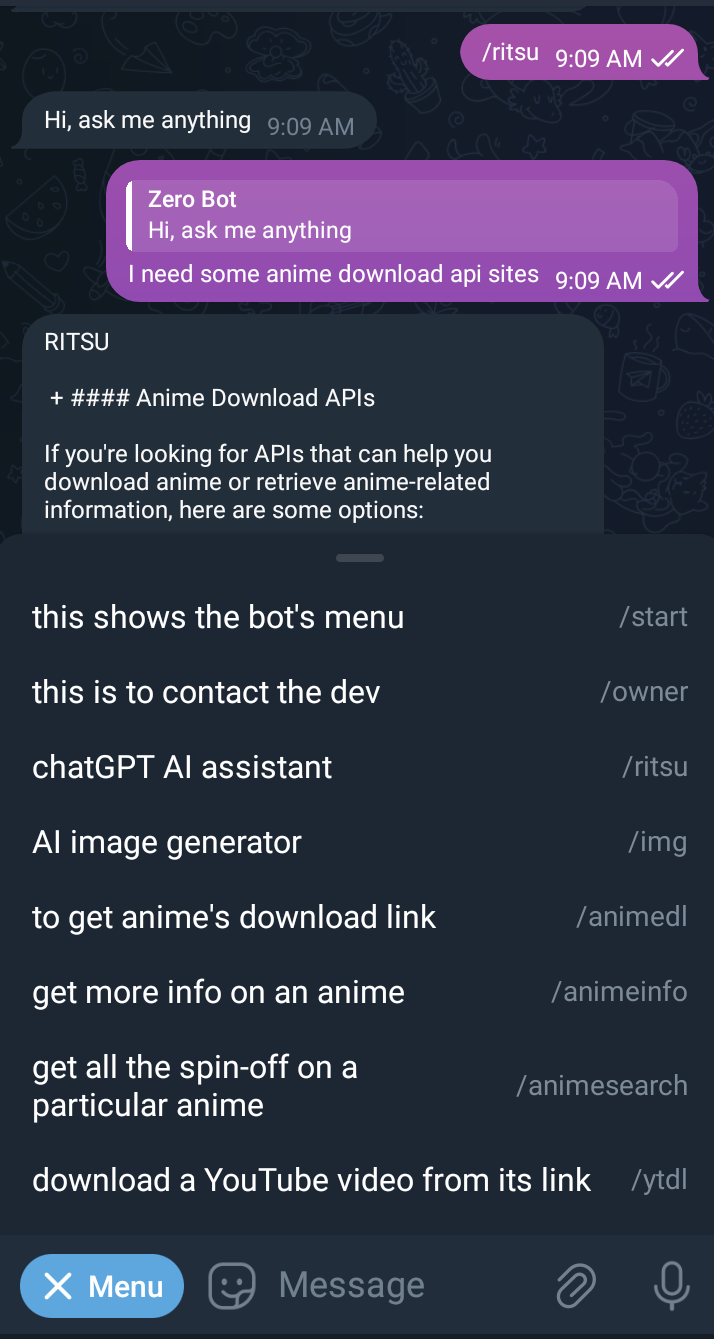 /ritsu 9:09 AM
Hi, ask me anything 9:09 AM
Zero Bot
Hi, ask me anything
I need some anime download api sites 9:09 AM
RITSU
+ #### Anime Download APIs
If you're looking for APIs that can help you
download anime or retrieve anime-related
information, here are some options:
this shows the bot's menu /start
this is to contact the dev /owner
chatGPT AI assistant /ritsu
AI image generator /img
to get anime's download link /animedl
get more info on an anime /animeinfo
get all the spin-off on a
particular anime /animesearch
download a YouTube video from its link /ytdl
Menu Message